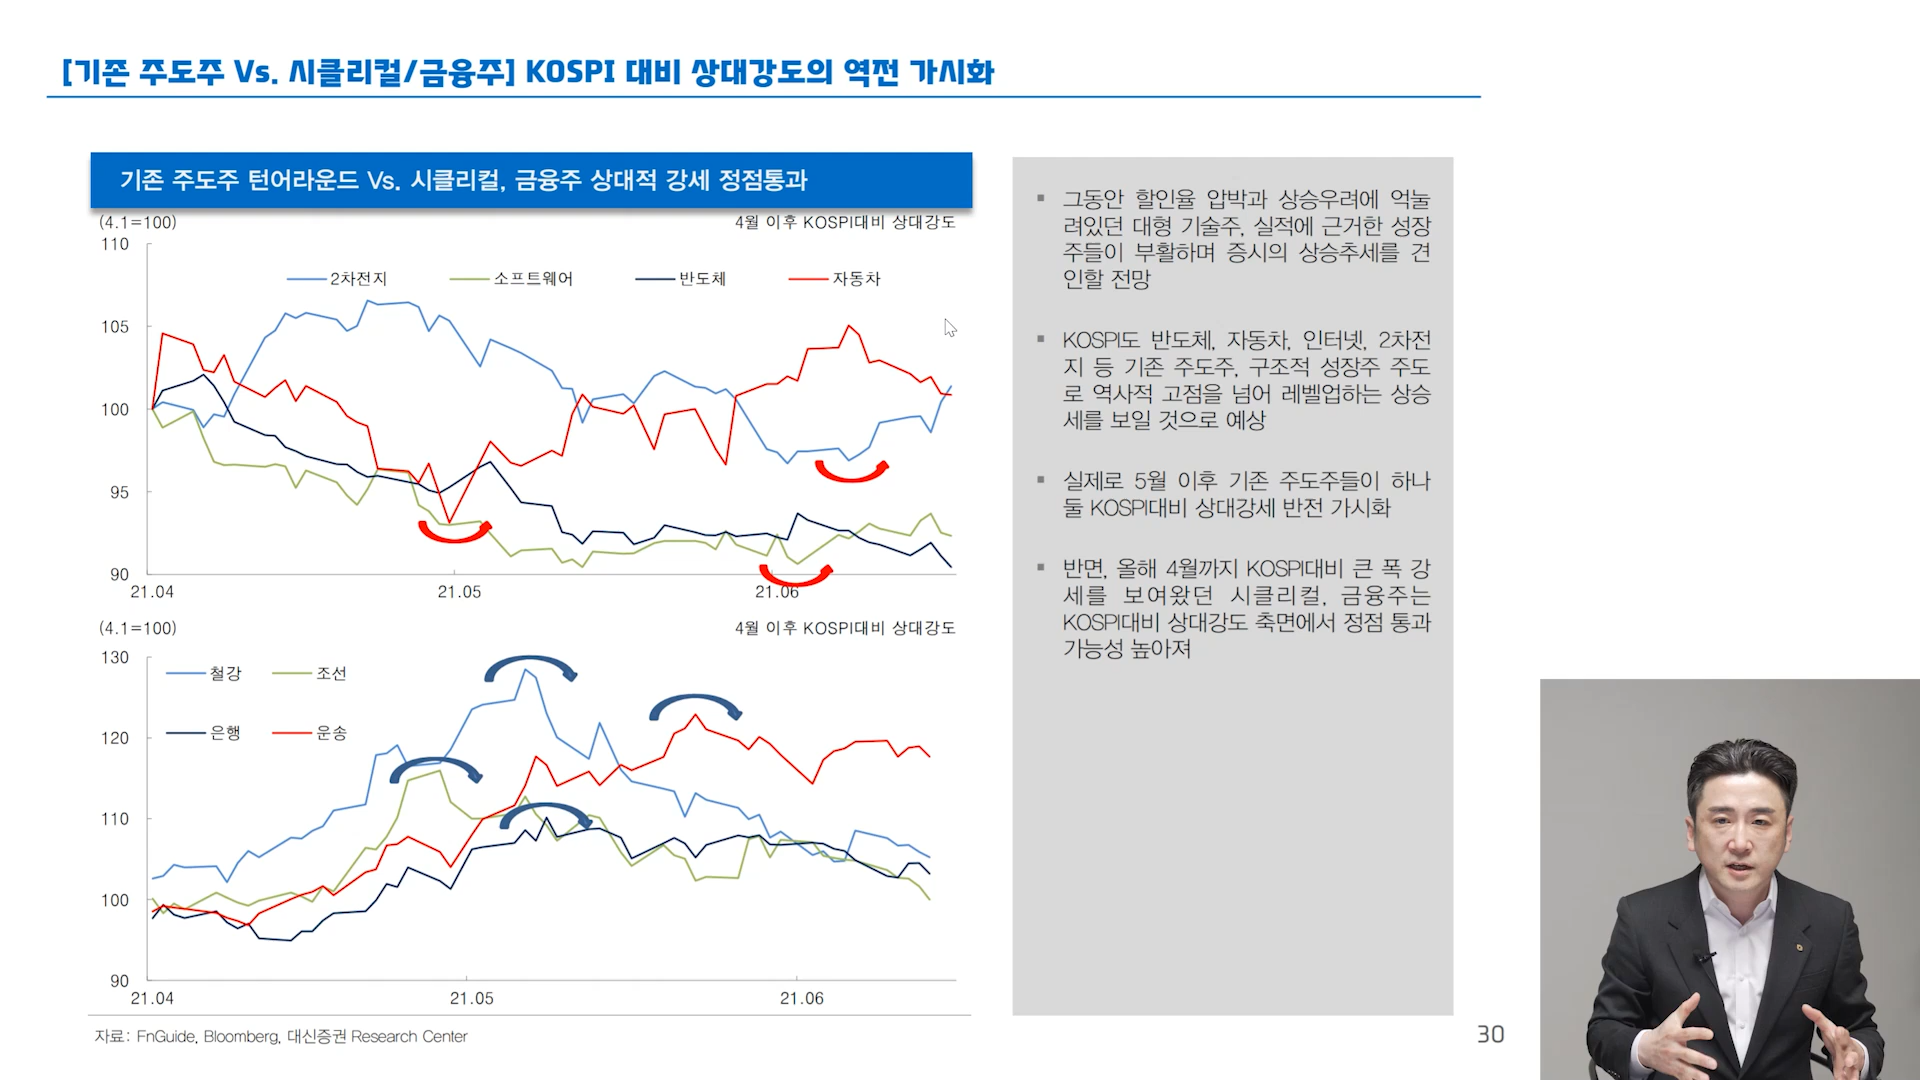 [기존 주도주 Vs. 시클리컬/금융주] KOSPI 대비 상대강도의 역전 가시화
기존 주도주 턴어라운드 Vs. 시클리컬, 금융주 상대적 강세 정점통과
(4.1=100)
4월 이후 KOSPI대비 상대강도
110
2차전지
소프트웨어
반도체
자동차
105
100
95
90
21.04
21.05
21.06
(4.1=100)
4월 이후 KOSPI대비 상대강도
130
철강
조선
은행
운송
120
110
100
90
21.04
21.05
21.06
자료: FnGuide, Bloomberg, 대신증권 Research Center
▪ 그동안 할인율 압박과 상승우려에 억눌
려있던 대형 기술주, 실적에 근거한 성장
주들이 부활하며 증시의 상승추세를 견
인할 전망
▪ KOSPI도 반도체, 자동차, 인터넷, 2차전
지 등 기존 주도주, 구조적 성장주 주도
로 역사적 고점을 넘어 레벨업하는 상승
세를 보일 것으로 예상
▪ 실제로 5월 이후 기존 주도주들이 하나
둘 KOSPI대비 상대강세 반전 가시화
▪ 반면, 올해 4월까지 KOSPI대비 큰 폭 강
세를 보여왔던 시클리컬, 금융주는
KOSPI대비 상대강도 축면에서 정점 통과
가능성 높아져
30